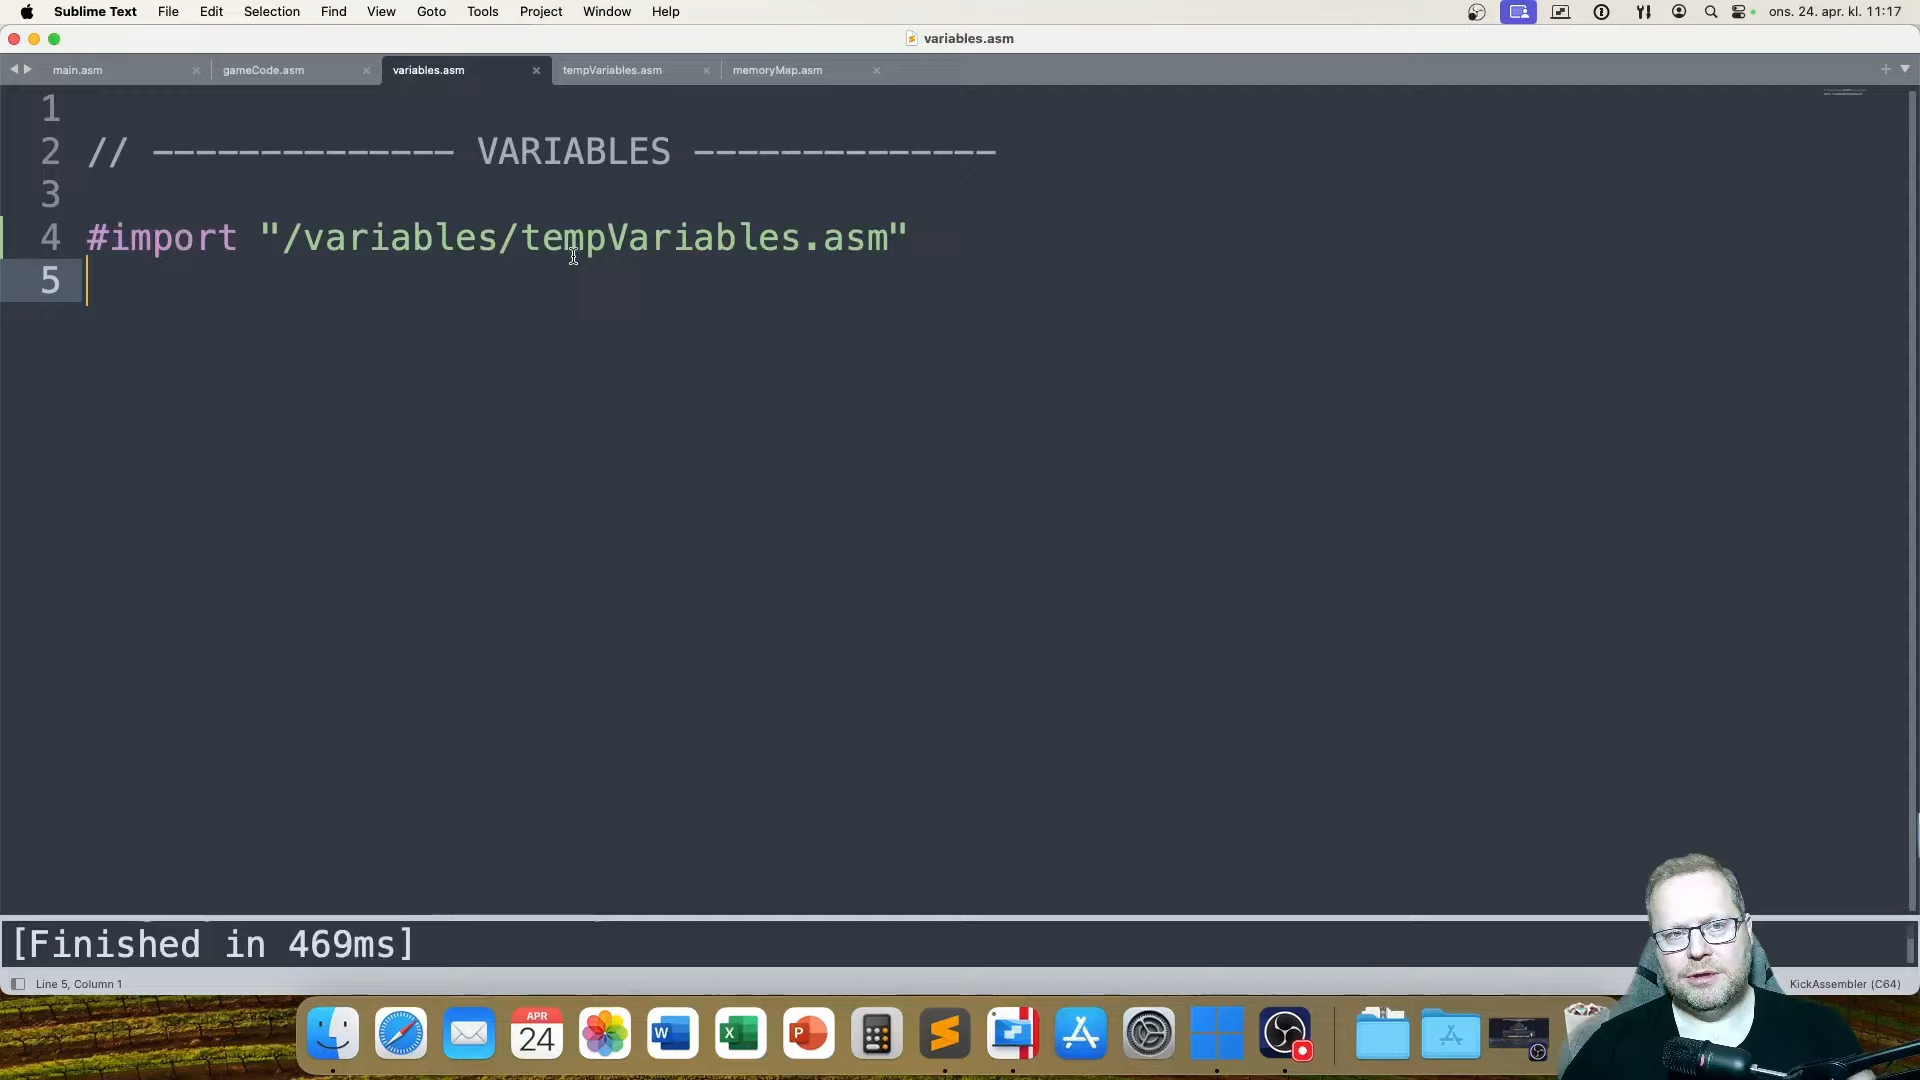 Sublime Text File Edit Selection Find View Goto Tools Project Window Help ons. 24. apr. kl. 11:17
variables.asm
main.asm gameCode.asm variables.asm tempVariables.asm memoryMap.asm
1
2 // -------------- VARIABLES --------------
3
4 #import "/variables/tempVariables.asm"
5
[Finished in 469ms]
Line 5, Column 1 KickAssembler (C64)
APR
24
W
X
P